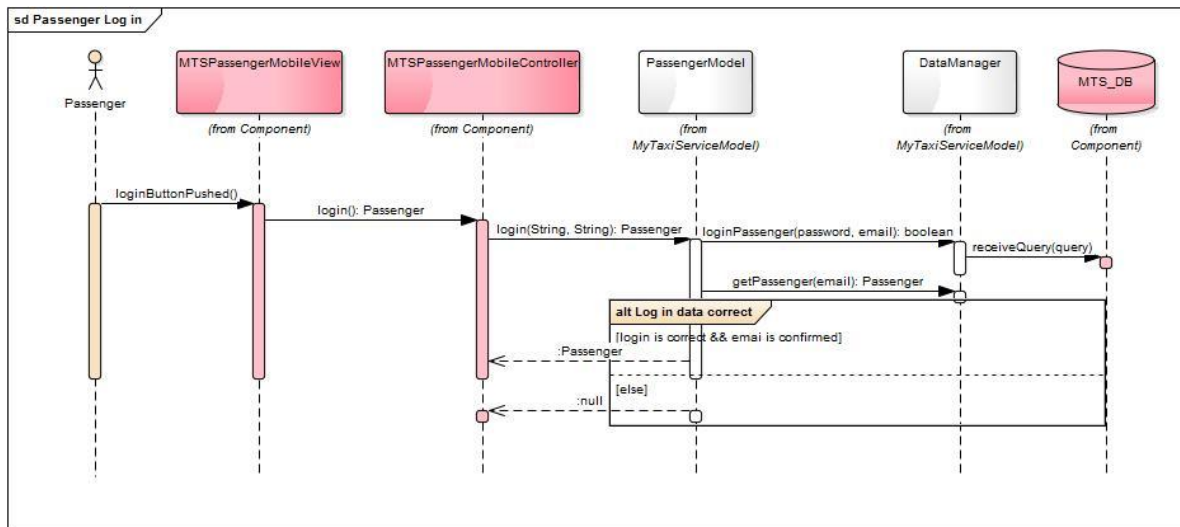 sd Passenger Log in
Passenger
MTSPassengerMobileView
(from Component)
MTSPassengerMobileController
(from Component)
PassengerModel
(from
MyTaxiServiceModel)
DataManager
(from
MyTaxiServiceModel)
MTS_DB
(from
Component)
loginButtonPushed()
login(): Passenger
login(String, String): Passenger
loginPassenger(password, email): boolean
receiveQuery(query)
getPassenger(email): Passenger
alt Log in data correct
[login is correct && emai is confirmed]
:Passenger
[else]
:null